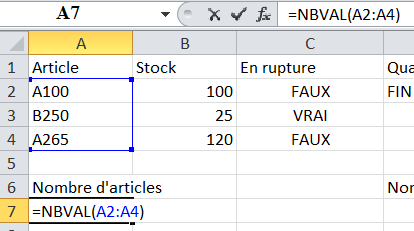 A7 fx =NBVAL(A2:A4)
A B C
1 Article Stock En rupture Qua
2 A100 100 FAUX FIN
3 B250 25 VRAI
4 A265 120 FAUX
5
6 Nombre d'articles Nor
7 =NBVAL(A2:A4)